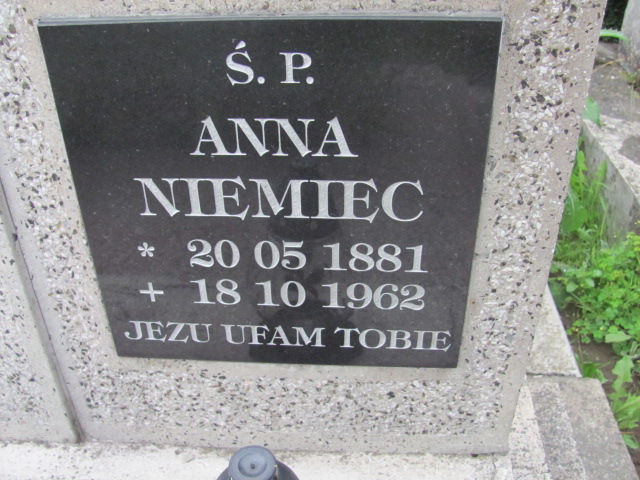 Ś. P.
ANNA
NIEMIEC
* 20 05 1881
+ 18 10 1962
JEZU UFAM TOBIE